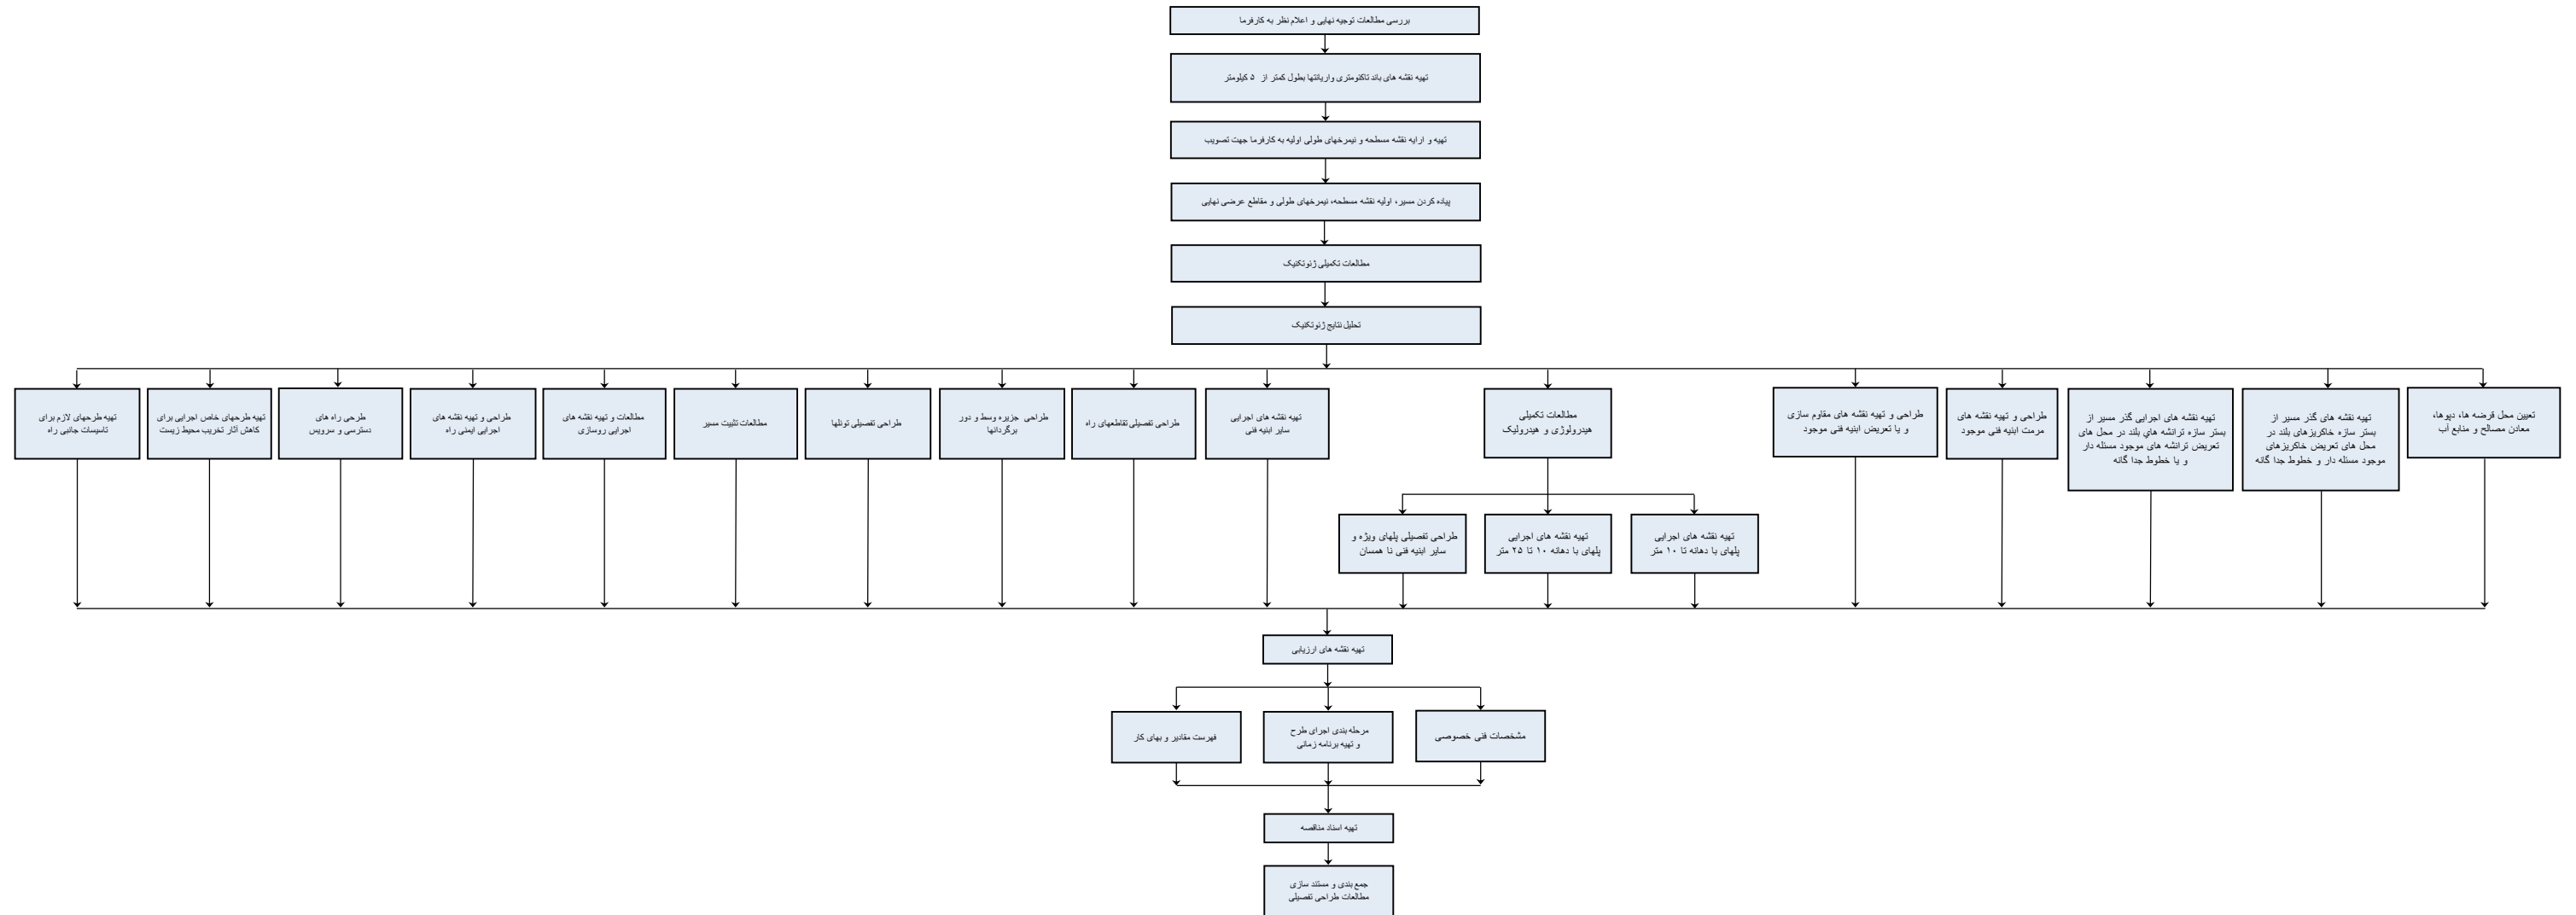 بررسی مطالعات توجیه نهایی و اعلام نظر به کارفرما
تهیه نقشه های باند تاکئومتری واریانتها بطول کمتر از ۵ کیلومتر
تهیه و ارایه نقشه مسطحه و نیمرخهای طولی اولیه به کارفرما جهت تصویب
پیاده کردن مسیر، اولیه نقشه مسطحه، نیمرخهای طولی و مقاطع عرضی نهایی
مطالعات تکمیلی ژئوتکنیک
تحلیل نتایج ژئوتکنیک
تعیین محل قرضه ها، دپوها،
معادن مصالح و منابع آب
تهیه نقشه های گذر مسیر از
بستر سازه خاکریزهای بلند در
محل های تعریض خاکریزهای
موجود مسئله دار و خطوط جدا گانه
تهیه نقشه های اجرایی گذر مسیر از
بستر سازه ترانشه های بلند در محل های
تعریض ترانشه های موجود مسئله دار
و یا خطوط جدا گانه
طراحی و تهیه نقشه های
مرمت ابنیه فنی موجود
طراحی و تهیه نقشه های مقاوم سازی
و یا تعریض ابنیه فنی موجود
مطالعات تکمیلی
هیدرولوژی و هیدرولیک
تهیه نقشه های اجرایی
سایر ابنیه فنی
طراحی تفصیلی تقاطعهای راه
طراحی جزیره وسط و دور
برگردانها
طراحی تفصیلی تونلها
مطالعات تثبیت مسیر
مطالعات و تهیه نقشه های
اجرایی روسازی
طراحی و تهیه نقشه های
اجرایی ایمنی راه
طرحی راه های
دسترسی و سرویس
تهیه طرحهای خاص اجرایی برای
کاهش آثار تخریب محیط زیست
تهیه طرحهای لازم برای
تاسیسات جانبی راه
تهیه نقشه های اجرایی
پلهای با دهانه تا ۱۰ متر
تهیه نقشه های اجرایی
پلهای با دهانه ۱۰ تا ۲۵ متر
طراحی تفصیلی پلهای ویژه و
سایر ابنیه فنی نا همسان
تهیه نقشه های ارزیابی
مشخصات فنی خصوصی
مرحله بندی اجرای طرح
و تهیه برنامه زمانی
فهرست مقادیر و بهای کار
تهیه اسناد مناقصه
جمع بندی و مستند سازی
مطالعات طراحی تفصیلی